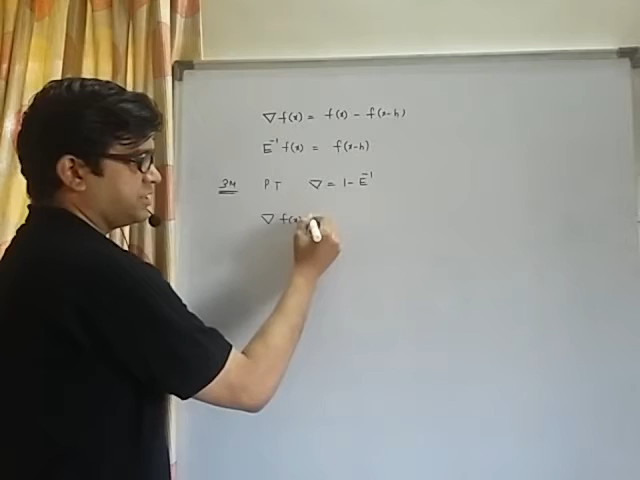 ∇ f(x) = f(x) - f(x-h)
E⁻¹ f(x) = f(x-h)
3M PT ∇ = 1 - E⁻¹
∇ f(x)